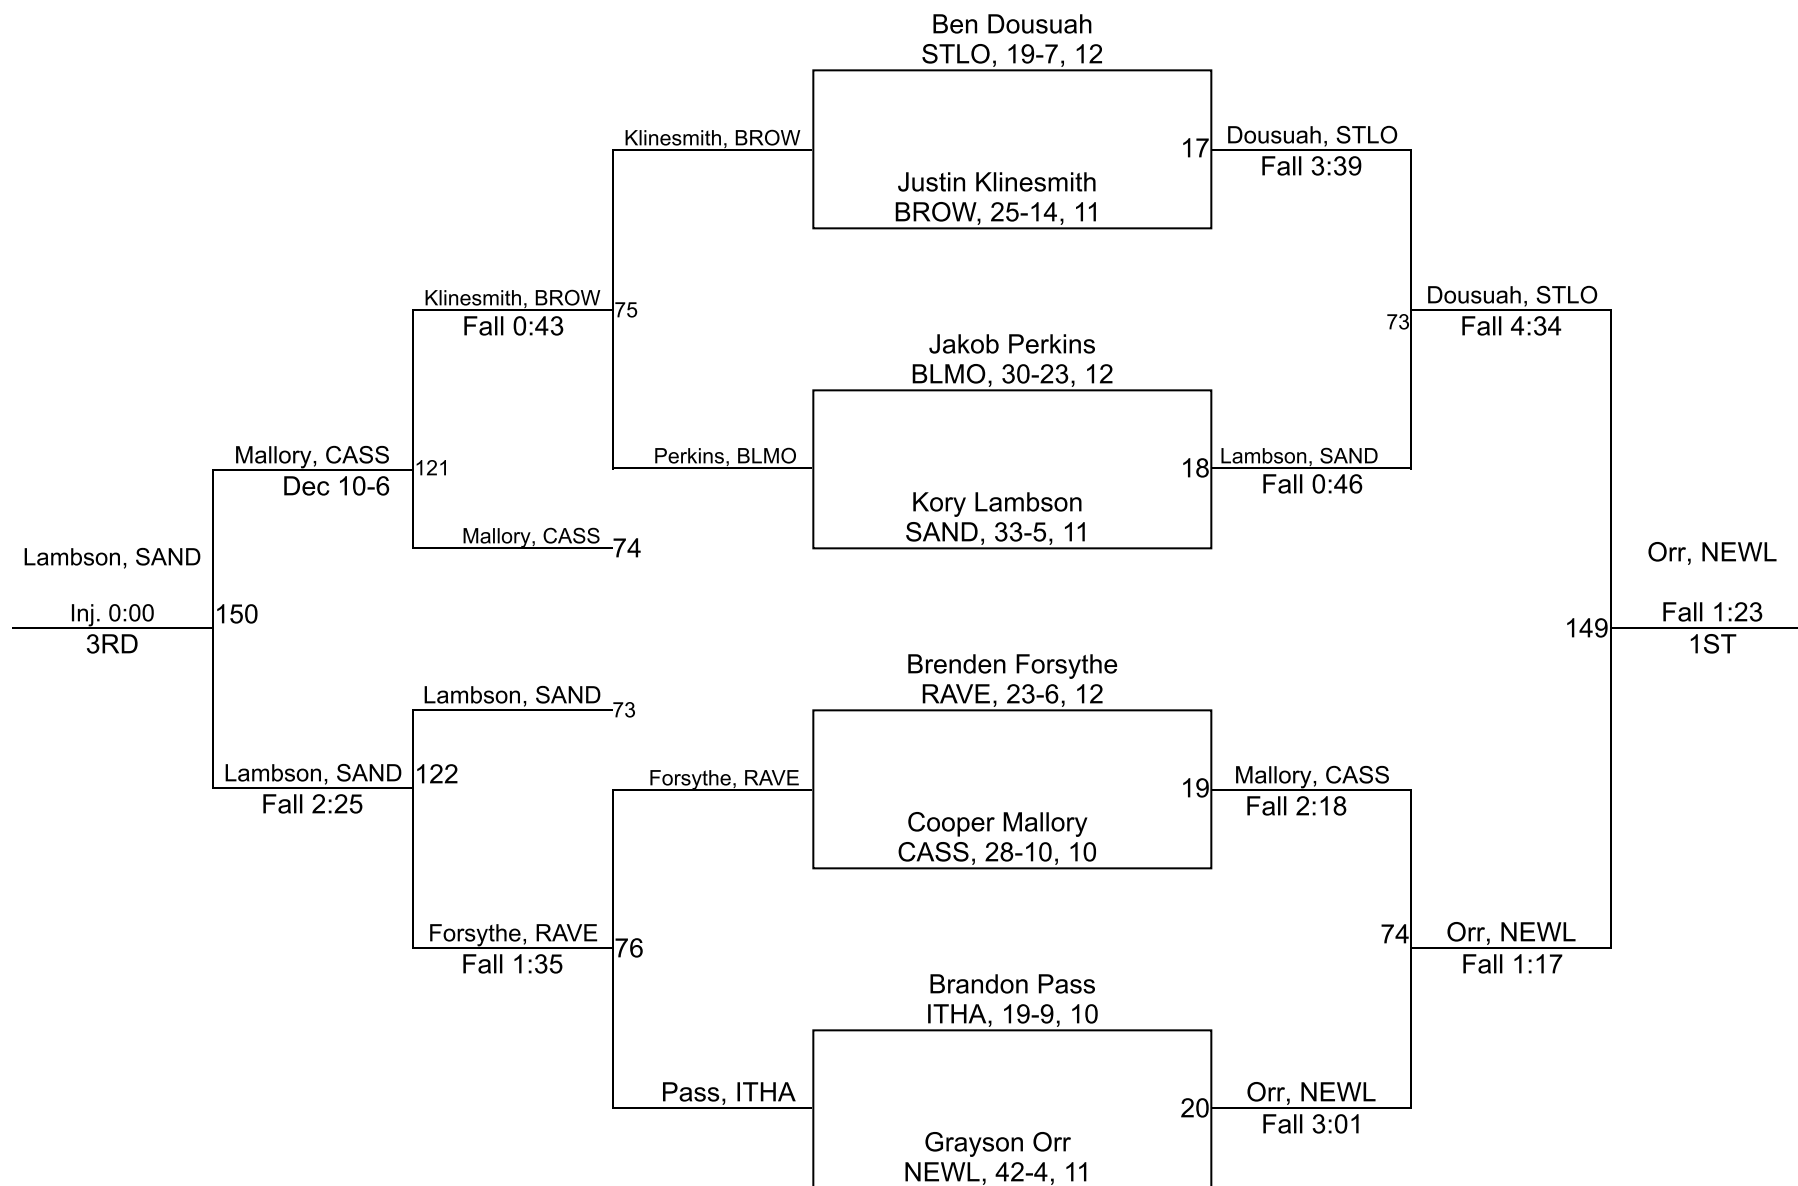 Ben Dousuah
STLO, 19-7, 12
Klinesmith, BROW
17
Dousuah, STLO
Fall 3:39
Justin Klinesmith
BROW, 25-14, 11
Klinesmith, BROW
Fall 0:43
75
Dousuah, STLO
73
Fall 4:34
Jakob Perkins
BLMO, 30-23, 12
Mallory, CASS
Dec 10-6
121
Perkins, BLMO
18
Lambson, SAND
Fall 0:46
Kory Lambson
SAND, 33-5, 11
Mallory, CASS
74
Lambson, SAND
Inj. 0:00
3RD
150
Orr, NEWL
149
Fall 1:23
1ST
Brenden Forsythe
RAVE, 23-6, 12
Lambson, SAND
73
Lambson, SAND
Fall 2:25
122
Forsythe, RAVE
19
Mallory, CASS
Fall 2:18
Cooper Mallory
CASS, 28-10, 10
Forsythe, RAVE
Fall 1:35
76
74
Orr, NEWL
Fall 1:17
Brandon Pass
ITHA, 19-9, 10
Pass, ITHA
20
Orr, NEWL
Fall 3:01
Grayson Orr
NEWL, 42-4, 11